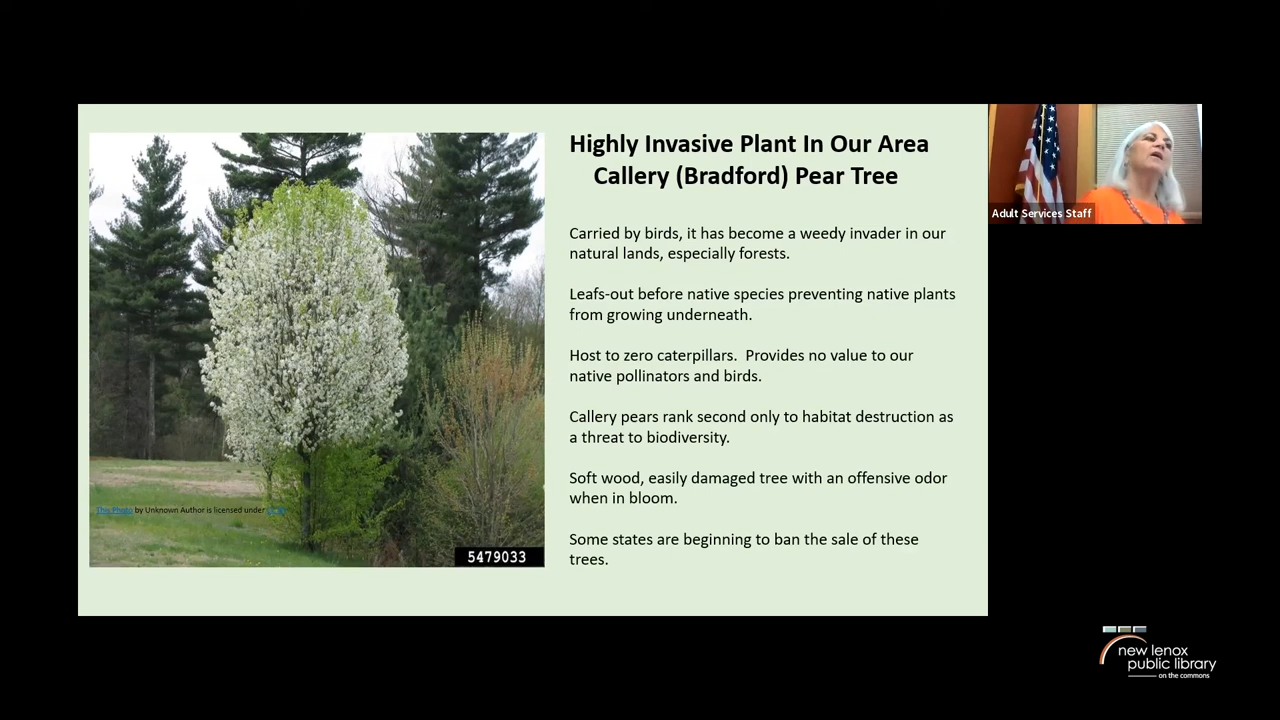 Highly Invasive Plant In Our Area
Callery (Bradford) Pear Tree
Carried by birds, it has become a weedy invader in our
natural lands, especially forests.
Leafs-out before native species preventing native plants
from growing underneath.
Host to zero caterpillars.  Provides no value to our
native pollinators and birds.
Callery pears rank second only to habitat destruction as
a threat to biodiversity.
Soft wood, easily damaged tree with an offensive odor
when in bloom.
Some states are beginning to ban the sale of these
trees.
This Photo by Unknown Author is licensed under
5479033
Adult Services Staff
new lenox
public library
on the commons